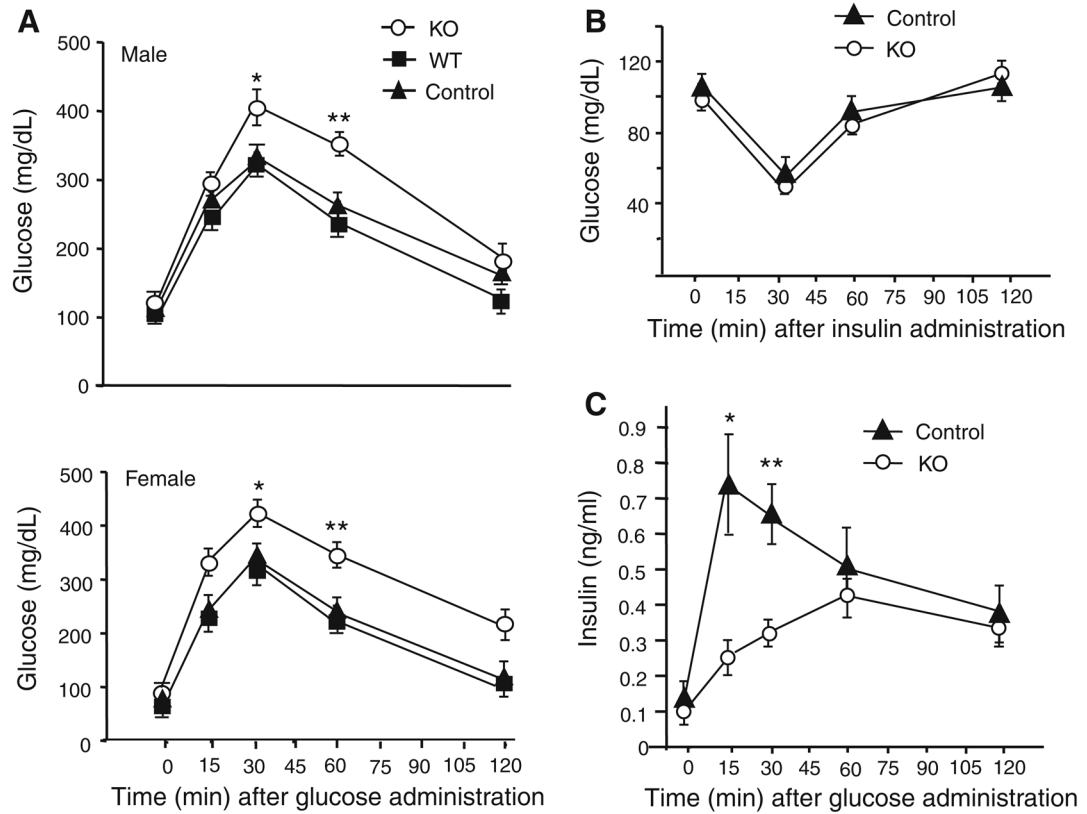 A
KO
WT
Control
Male
500
400
300
200
100
0
Glucose (mg/dL)
*
**
Female
500
400
300
200
100
0
Glucose (mg/dL)
*
**
0 15 30 45 60 75 90 105 120
Time (min) after glucose administration
B
Control
KO
120
80
40
Glucose (mg/dL)
0 15 30 45 60 75 90 105 120
Time (min) after insulin administration
C
Control
KO
0.9
0.8
0.7
0.6
0.5
0.4
0.3
0.2
0.1
0
Insulin (ng/ml)
*
**
0 15 30 45 60 75 90 105 120
Time (min) after glucose administration